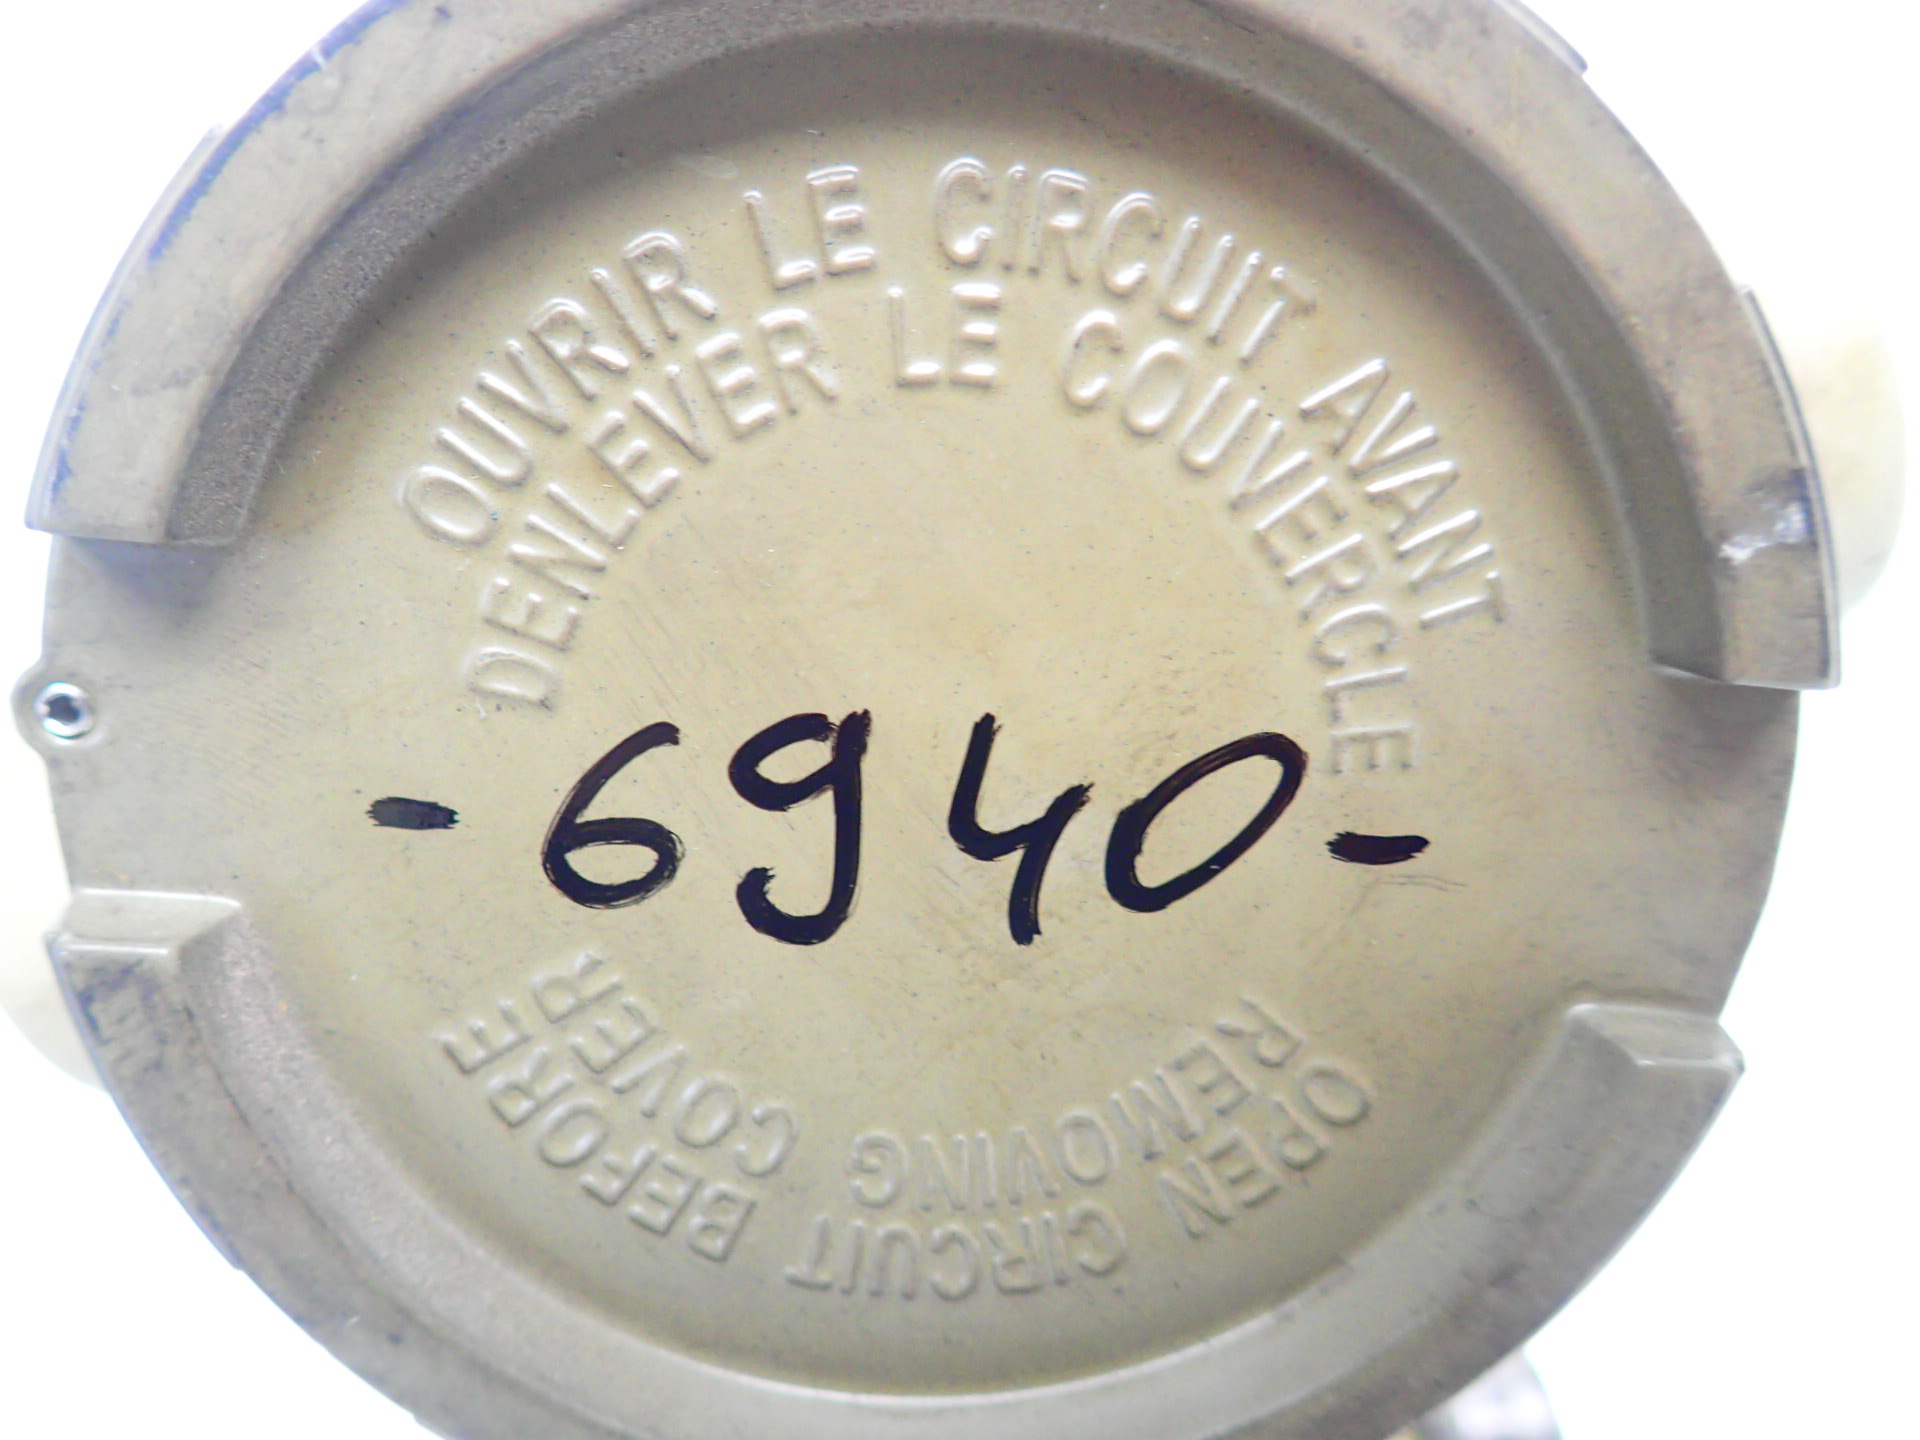 OUVRIR LE CIRCUIT AVANT
DENLEVER LE COUVERCLE
-6940-
OPEN CIRCUIT BEFORE
REMOVING COVER